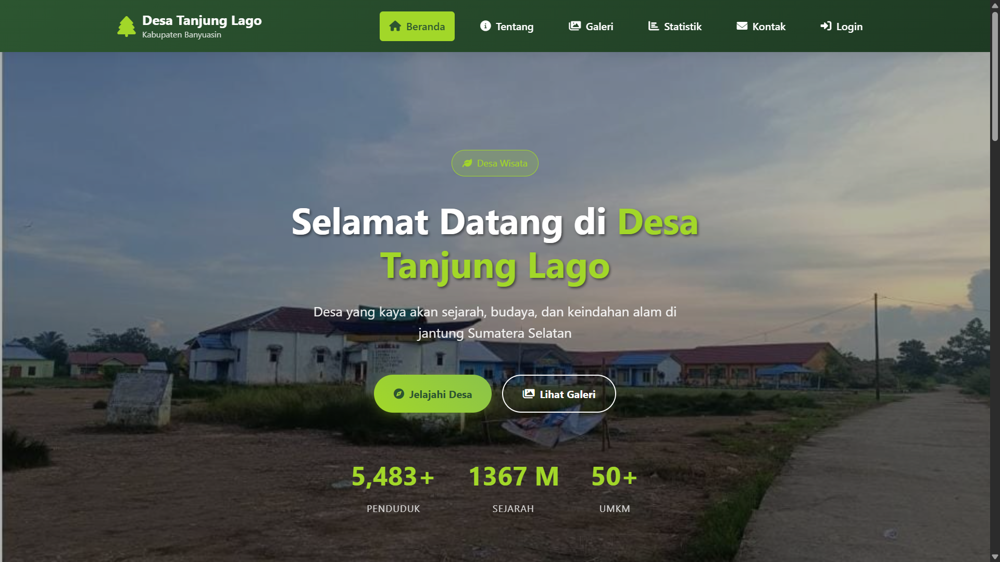 Desa Tanjung Lago
Kabupaten Banyuasin
Beranda
Tentang
Galeri
Statistik
Kontak
Login
Desa Wisata
Selamat Datang di Desa
Tanjung Lago
Desa yang kaya akan sejarah, budaya, dan keindahan alam di
jantung Sumatera Selatan
Jelajahi Desa
Lihat Galeri
5,483+
1367 M
50+
PENDUDUK
SEJARAH
UMKM